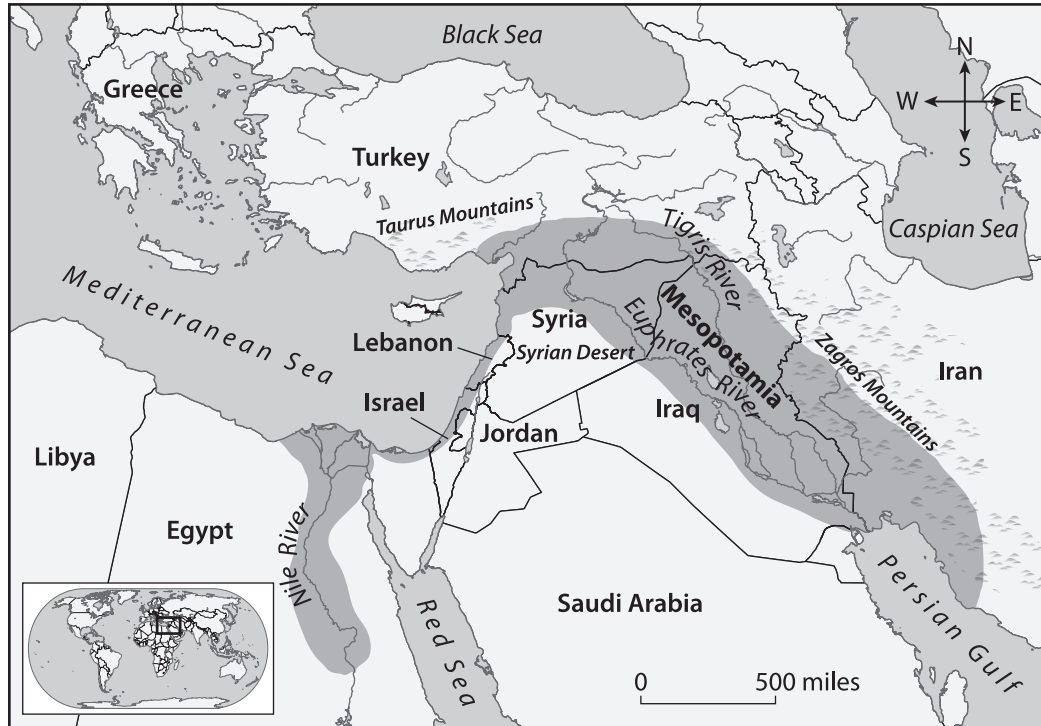 Black Sea
N
Greece
W
E
S
Turkey
Taurus Mountains
Tigris River
Caspian Sea
Mediterranean Sea
Mesopotamia
Syria
Lebanon
Syrian Desert
Euphrates River
Zagros Mountains
Iran
Israel
Iraq
Jordan
Libya
Egypt
Nile River
Persian Gulf
Saudi Arabia
Red Sea
0 500 miles